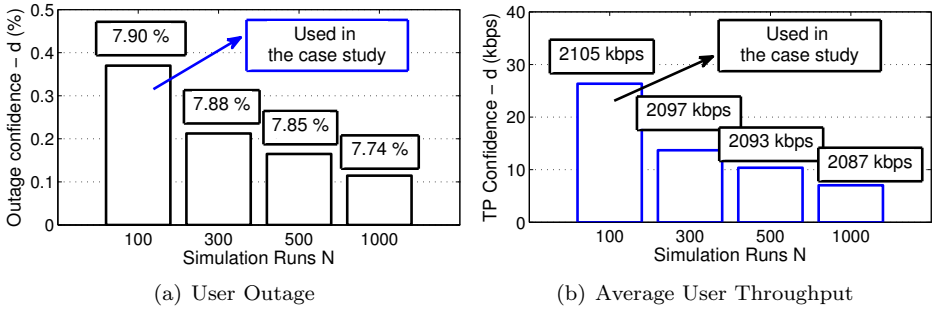 Outage confidence – d (%)
0.5
0.4
0.3
0.2
0.1
0
7.90 %
Used in
the case study
7.88 %
7.85 %
7.74 %
100
300
500
1000
Simulation Runs N
(a) User Outage
TP Confidence – d (kbps)
40
30
20
10
0
2105 kbps
Used in
the case study
2097 kbps
2093 kbps
2087 kbps
100
300
500
1000
Simulation Runs N
(b) Average User Throughput